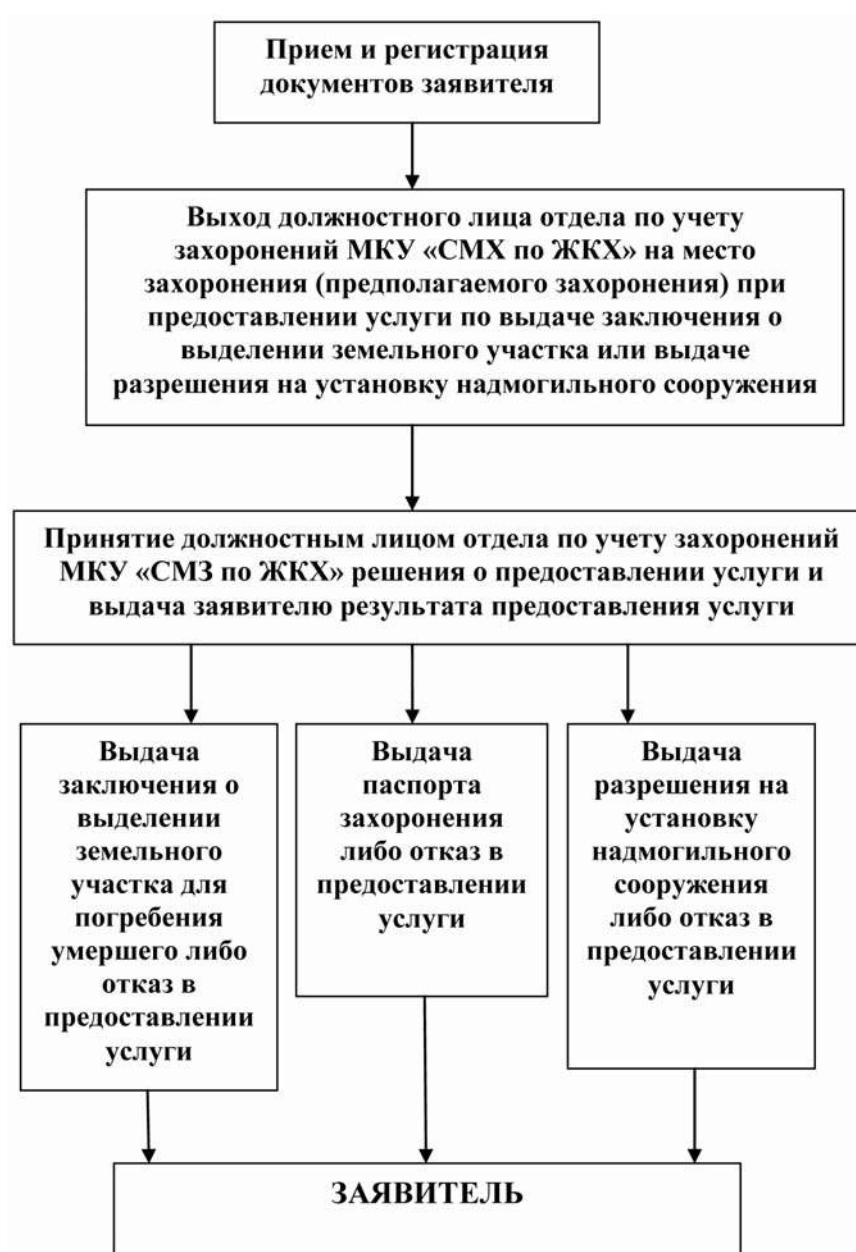 Прием и регистрация
документов заявителя
Выход должностного лица отдела по учету
захоронений МКУ «СМХ по ЖКХ» на место
захоронения (предполагаемого захоронения) при
предоставлении услуги по выдаче заключения о
выделении земельного участка или выдаче
разрешения на установку надмогильного сооружения
Принятие должностным лицом отдела по учету захоронений
МКУ «СМЗ по ЖКХ» решения о предоставлении услуги и
выдача заявителю результата предоставления услуги
Выдача
заключения о
выделении
земельного
участка для
погребения
умершего либо
отказ в
предоставлении
услуги
Выдача
паспорта
захоронения
либо отказ в
предоставлении
услуги
Выдача
разрешения на
установку
надмогильного
сооружения
либо отказ в
предоставлении
услуги
ЗАЯВИТЕЛЬ